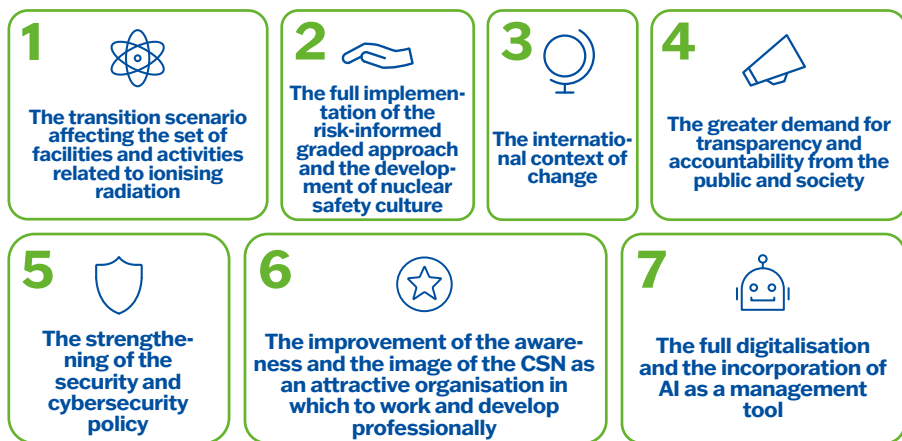 1
The transition scenario
affecting the set of
facilities and activities
related to ionising
radiation
2
The full implemen-
tation of the
risk-informed
graded approach
and the develop-
ment of nuclear
safety culture
3
The internatio-
nal context of
change
4
The greater demand for
transparency and
accountability from the
public and society
5
The strengthe-
ning of the
security and
cybersecurity
policy
6
The improvement of the aware-
ness and the image of the CSN as
an attractive organisation in
which to work and develop
professionally
7
The full digitalisation
and the incorporation of
AI as a management
tool